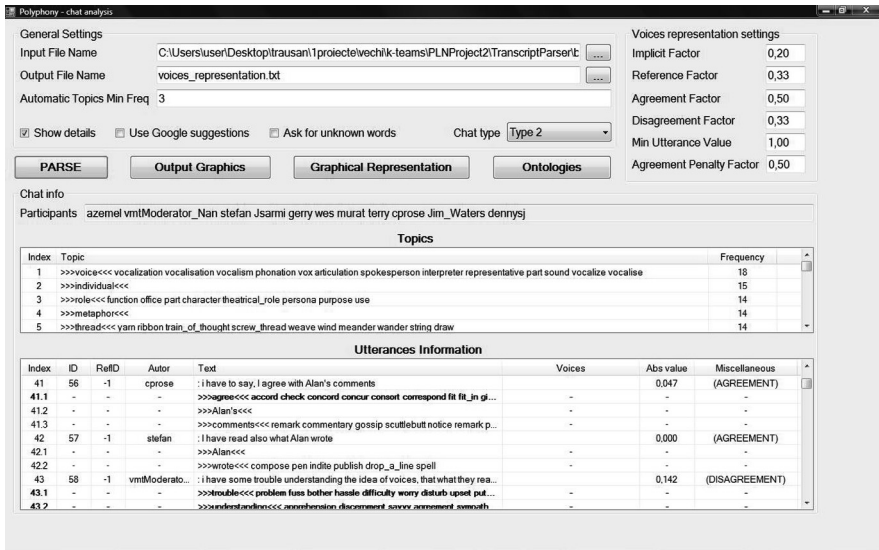 Polyphony - chat analysis
General Settings
Input File Name C:\Users\user\Desktop\trausan\1proiecte\vechi\k-teams\PLNProject2\TranscriptParser\b ...
Output File Name voices_representation.txt ...
Automatic Topics Min Freq 3
Show details Use Google suggestions Ask for unknown words Chat type Type 2
PARSE Output Graphics Graphical Representation Ontologies
Voices representation settings
Implicit Factor 0,20
Reference Factor 0,33
Agreement Factor 0,50
Disagreement Factor 0,33
Min Utterance Value 1,00
Agreement Penalty Factor 0,50
Chat info
Participants azemel vmtModerator_Nan stefan Jsarmi gerry wes murat terry cprose Jim_Waters dennysj
Topics
Index Topic Frequency
1 >>>voice<<< vocalization vocalisation vocalism phonation vox articulation spokesperson interpreter representative part sound vocalize vocalise 18
2 >>>individual<<< 15
3 >>>role<<< function office part character theatrical_role persona purpose use 14
4 >>>metaphor<<< 14
5 >>>thread<<< yarn ribbon train_of_thought screw_thread weave wind meander wander string draw 14
Utterances Information
Index ID RefID Autor Text Voices Abs value Miscellaneous
41 56 -1 cprose : i have to say, I agree with Alan's comments 0,047 (AGREEMENT)
41.1 - - - >>>agree<<< accord check concord concur consort correspond fit fit_in gi... - - -
41.2 - - - >>>Alan's<<< - - -
41.3 - - - >>>comments<<< remark commentary gossip scuttlebutt notice remark p... - - -
42 57 -1 stefan : I have read also what Alan wrote 0,000 (AGREEMENT)
42.1 - - - >>>Alan<<< - - -
42.2 - - - >>>wrote<<< compose pen indite publish drop_a_line spell - - -
43 58 -1 vmtModerato... : i have some trouble understanding the idea of voices, that what they rea... 0,142 (DISAGREEMENT)
43.1 - - - >>>trouble<<< problem fuss bother hassle difficulty worry disturb upset put... - - -
43.2 - - - >>>understanding<<< apprehension discernment savvy agreement sympath - - -